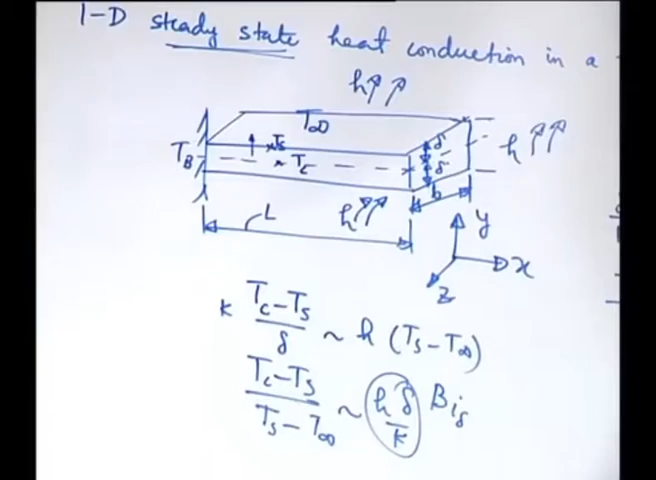 1-D steady state heat conduction in a
h
T∞
Ts
δ
h
TB
Tc
δ
b
h
L
y
x
z
k (Tc - Ts)/δ ~ h (Ts - T∞)
(Tc - Ts)/(Ts - T∞) ~ (hδ/k) Biδ